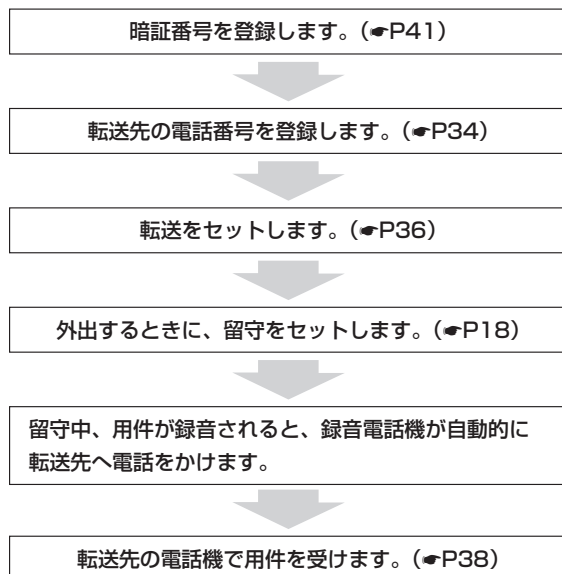 暗証番号を登録します。(☛P41)
転送先の電話番号を登録します。(☛P34)
転送をセットします。(☛P36)
外出するときに、留守をセットします。(☛P18)
留守中、用件が録音されると、録音電話機が自動的に
転送先へ電話をかけます。
転送先の電話機で用件を受けます。(☛P38)